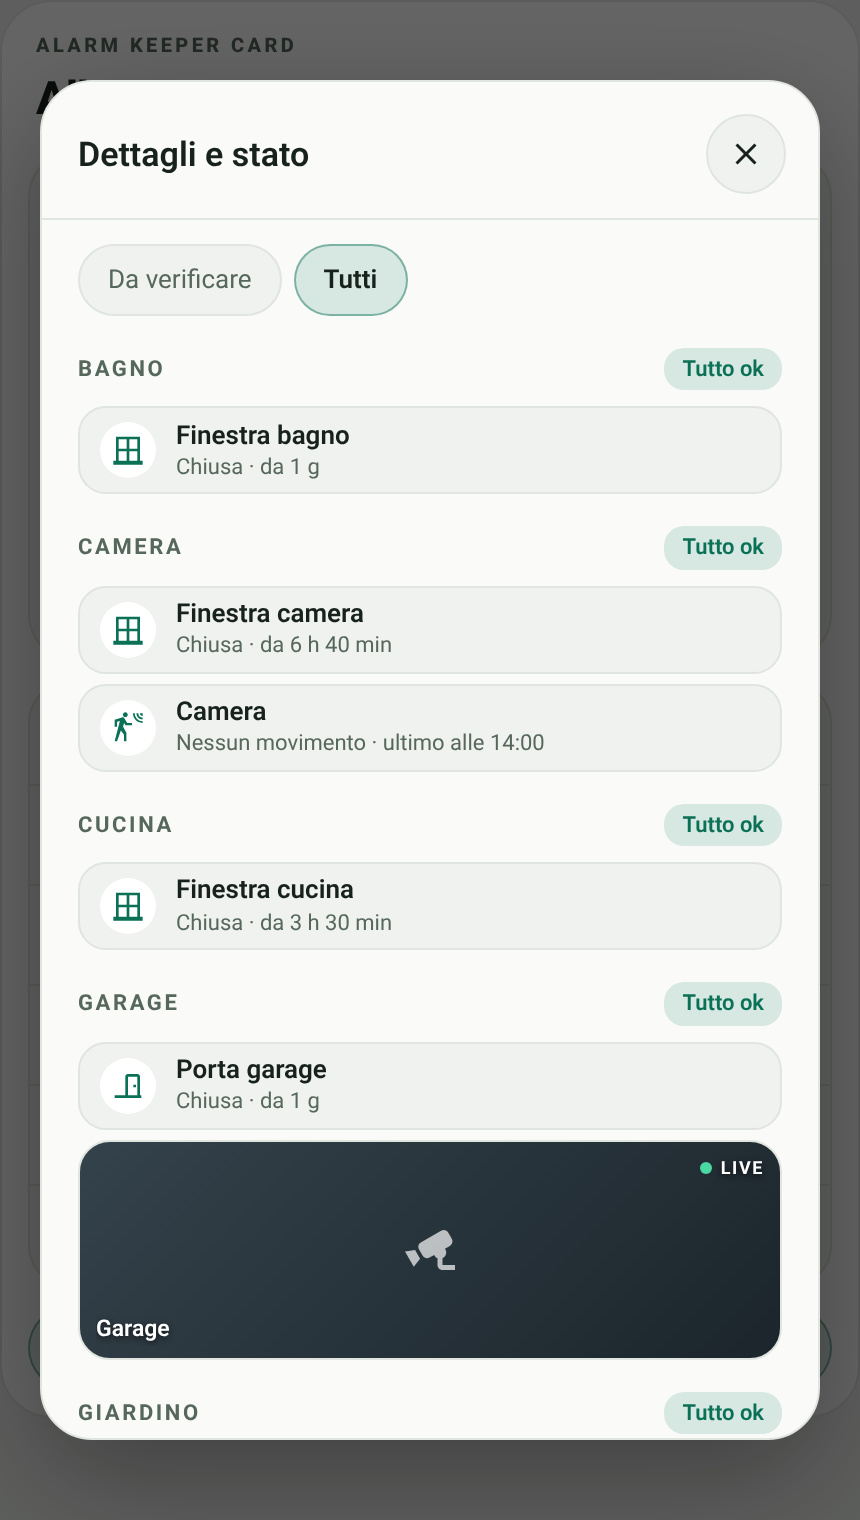 ALARM KEEPER CARD
Dettagli e stato
Da verificare
Tutti
BAGNO
Tutto ok
Finestra bagno
Chiusa · da 1 g
CAMERA
Tutto ok
Finestra camera
Chiusa · da 6 h 40 min
Camera
Nessun movimento · ultimo alle 14:00
CUCINA
Tutto ok
Finestra cucina
Chiusa · da 3 h 30 min
GARAGE
Tutto ok
Porta garage
Chiusa · da 1 g
LIVE
Garage
GIARDINO
Tutto ok